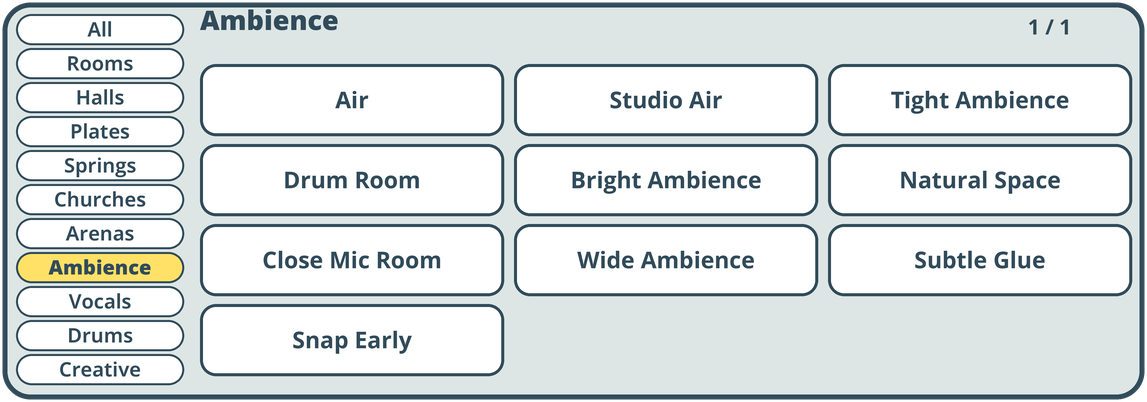 All
Rooms
Halls
Plates
Springs
Churches
Arenas
Ambience
Vocals
Drums
Creative
Ambience
1 / 1
Air
Studio Air
Tight Ambience
Drum Room
Bright Ambience
Natural Space
Close Mic Room
Wide Ambience
Subtle Glue
Snap Early